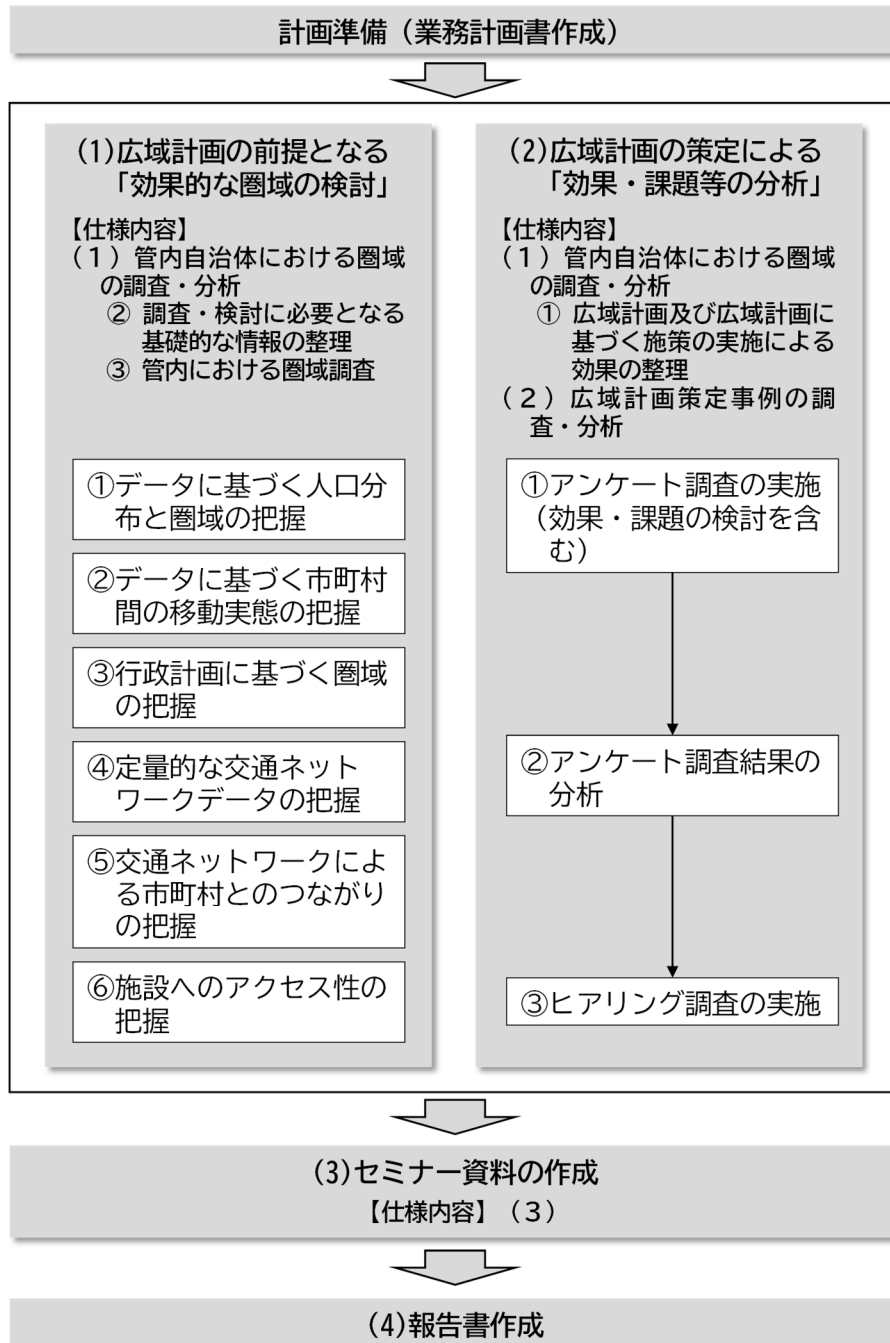 計画準備（業務計画書作成）
(1)広域計画の前提となる
「効果的な圏域の検討」
【仕様内容】
（１）管内自治体における圏域
の調査・分析
② 調査・検討に必要となる
基礎的な情報の整理
③ 管内における圏域調査
①データに基づく人口分
布と圏域の把握
②データに基づく市町村
間の移動実態の把握
③行政計画に基づく圏域
の把握
④定量的な交通ネット
ワークデータの把握
⑤交通ネットワークによ
る市町村とのつながり
の把握
⑥施設へのアクセス性の
把握
(2)広域計画の策定による
「効果・課題等の分析」
【仕様内容】
（１）管内自治体における圏域
の調査・分析
① 広域計画及び広域計画に
基づく施策の実施による
効果の整理
（２）広域計画策定事例の調
査・分析
①アンケート調査の実施
（効果・課題の検討を含
む）
②アンケート調査結果の
分析
③ヒアリング調査の実施
(3)セミナー資料の作成
【仕様内容】（３）
(4)報告書作成